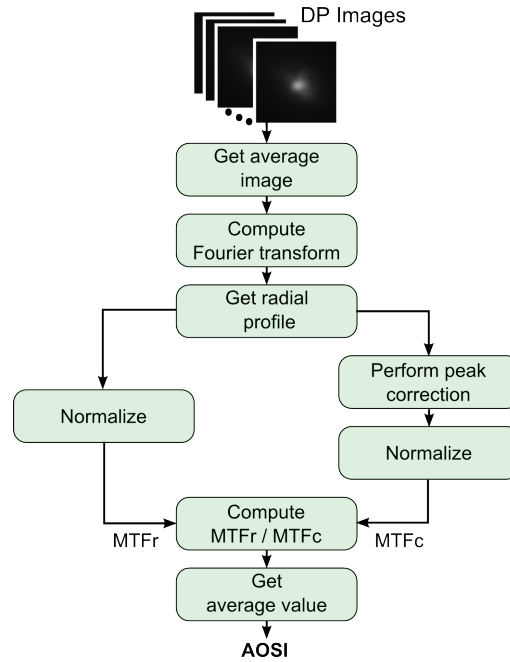 DP Images
Get average
image
Compute
Fourier transform
Get radial
profile
Perform peak
correction
Normalize
Normalize
Compute
MTFr / MTFc
MTFr
MTFc
Get
average value
AOSI